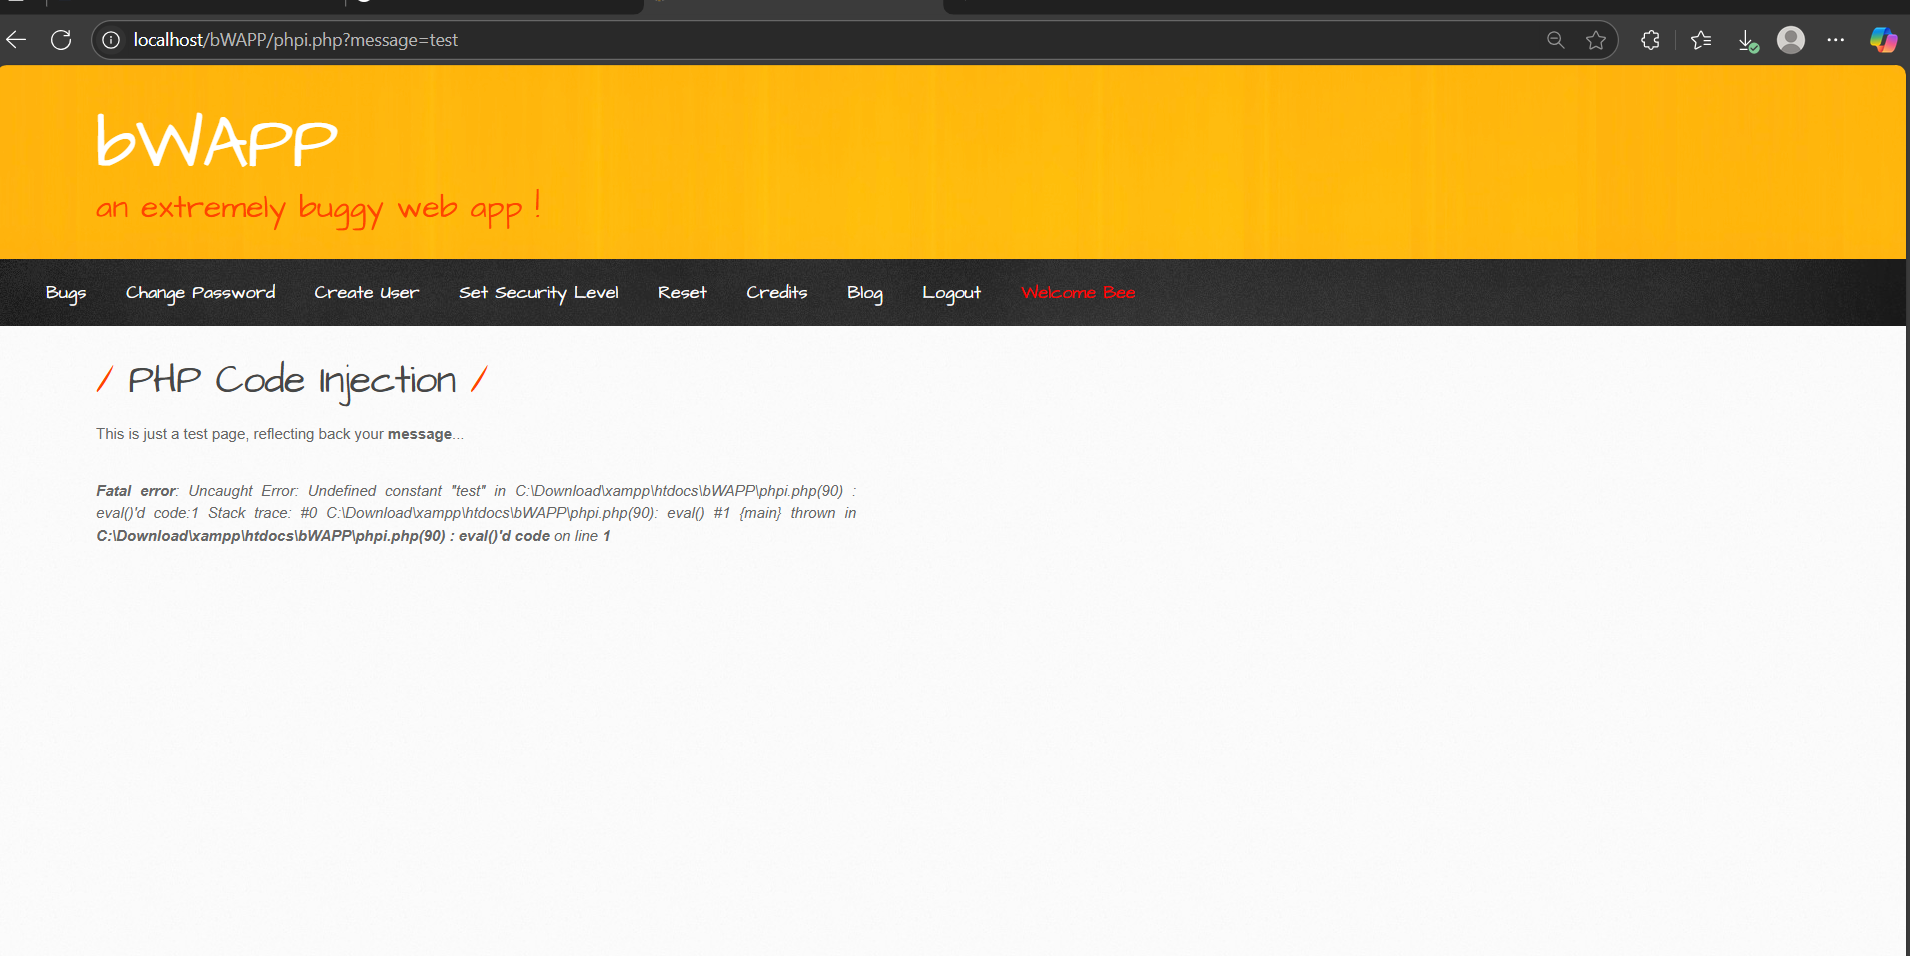 localhost/bWAPP/phpi.php?message=test
bWAPP
an extremely buggy web app !
Bugs Change Password Create User Set Security Level Reset Credits Blog Logout Welcome Bee
/ PHP Code Injection /
This is just a test page, reflecting back your message...
Fatal error: Uncaught Error: Undefined constant "test" in C:\Download\xampp\htdocs\bWAPP\phpi.php(90) :
eval()'d code:1 Stack trace: #0 C:\Download\xampp\htdocs\bWAPP\phpi.php(90): eval() #1 {main} thrown in
C:\Download\xampp\htdocs\bWAPP\phpi.php(90) : eval()'d code on line 1